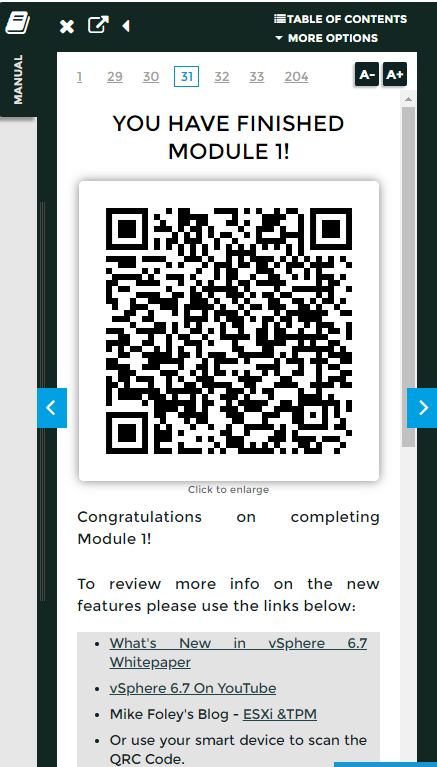 MANUAL
TABLE OF CONTENTS
MORE OPTIONS
1 29 30 31 32 33 204
A- A+
YOU HAVE FINISHED
MODULE 1!
Click to enlarge
Congratulations on completing
Module 1!
To review more info on the new
features please use the links below:
• What's New in vSphere 6.7
Whitepaper
• vSphere 6.7 On YouTube
• Mike Foley's Blog - ESXi &TPM
• Or use your smart device to scan the
QRC Code.